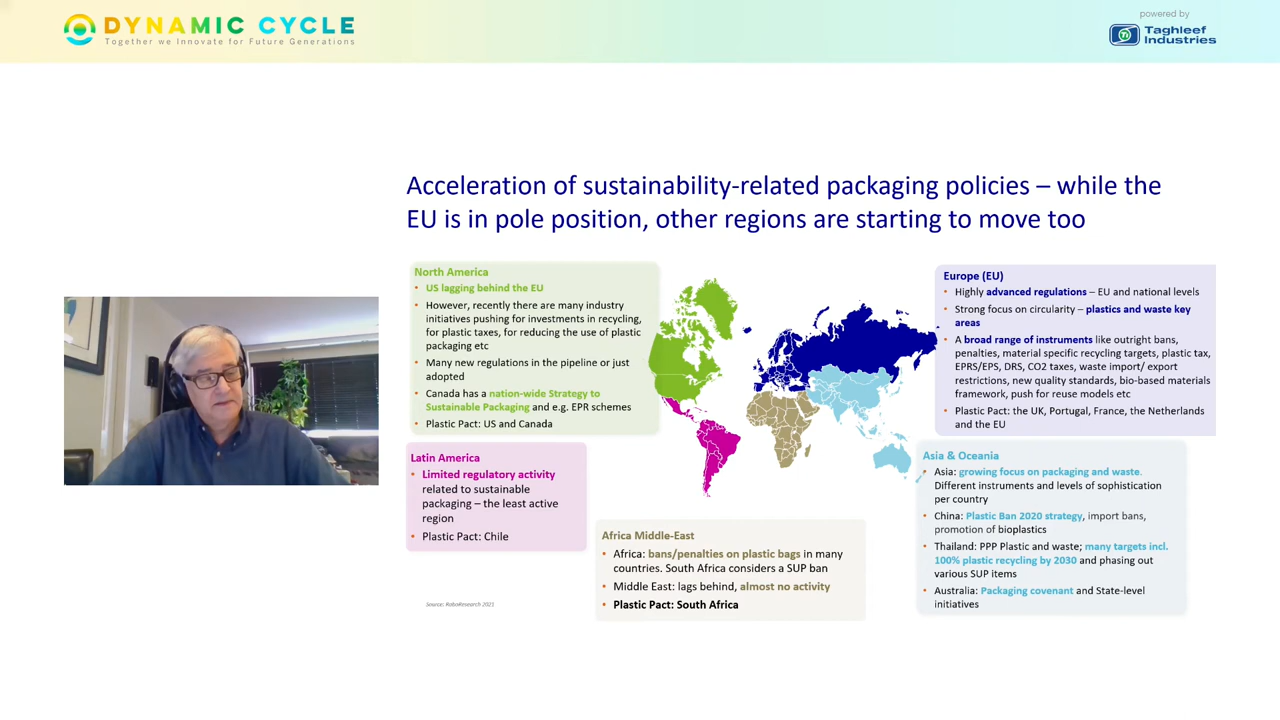 DYNAMIC CYCLE
Together we Innovate for Future Generations
powered by
Ti
Taghleef
Industries
Acceleration of sustainability-related packaging policies – while the
EU is in pole position, other regions are starting to move too
North America
• US lagging behind the EU
• However, recently there are many industry
initiatives pushing for investments in recycling,
for plastic taxes, for reducing the use of plastic
packaging etc
• Many new regulations in the pipeline or just
adopted
• Canada has a nation-wide Strategy to
Sustainable Packaging and e.g. EPR schemes
• Plastic Pact: US and Canada
Latin America
• Limited regulatory activity
related to sustainable
packaging – the least active
region
• Plastic Pact: Chile
Source: RaboResearch 2021
Africa Middle-East
• Africa: bans/penalties on plastic bags in many
countries. South Africa considers a SUP ban
• Middle East: lags behind, almost no activity
• Plastic Pact: South Africa
Europe (EU)
• Highly advanced regulations – EU and national levels
• Strong focus on circularity – plastics and waste key
areas
• A broad range of instruments like outright bans,
penalties, material specific recycling targets, plastic tax,
EPRS/EPS, DRS, CO2 taxes, waste import/ export
restrictions, new quality standards, bio-based materials
framework, push for reuse models etc
• Plastic Pact: the UK, Portugal, France, the Netherlands
and the EU
Asia & Oceania
• Asia: growing focus on packaging and waste.
Different instruments and levels of sophistication
per country
• China: Plastic Ban 2020 strategy, import bans,
promotion of bioplastics
• Thailand: PPP Plastic and waste; many targets incl.
100% plastic recycling by 2030 and phasing out
various SUP items
• Australia: Packaging covenant and State-level
initiatives